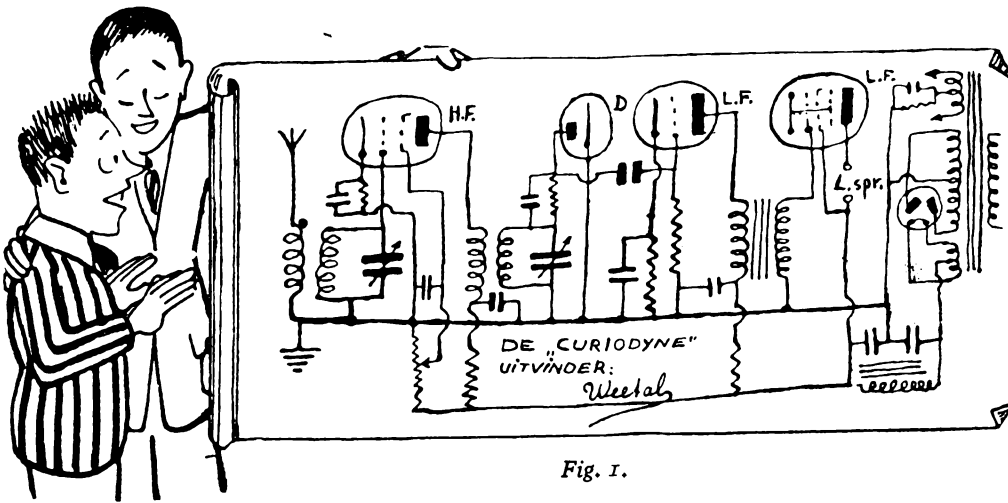 H.F.
D
L.F.
L.F.
L.spr.
DE „CURIODYNE"
UITVINDER:
Weetal
Fig. 1.